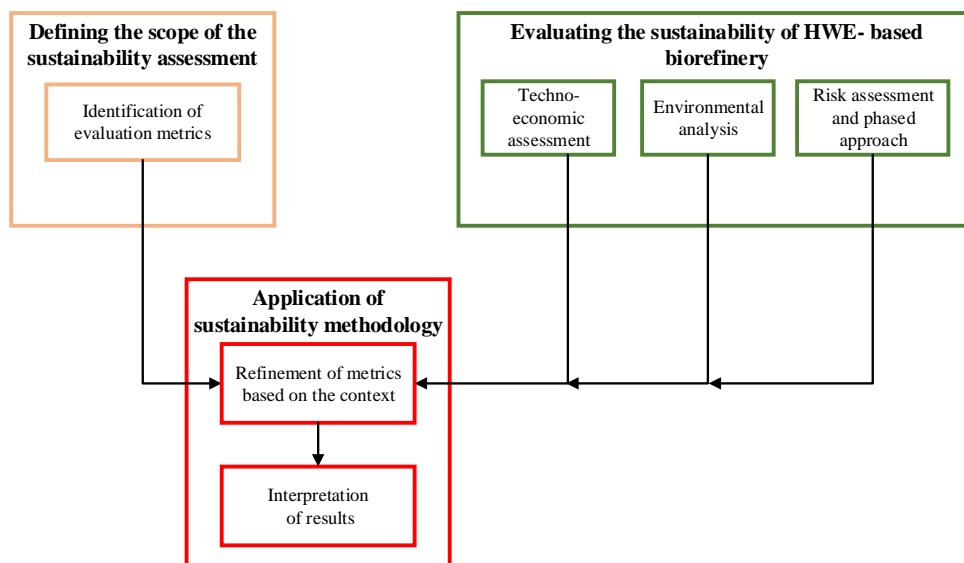 Defining the scope of the
sustainability assessment
Identification of
evaluation metrics
Evaluating the sustainability of HWE- based
biorefinery
Techno-
economic
assessment
Environmental
analysis
Risk assessment
and phased
approach
Application of
sustainability methodology
Refinement of metrics
based on the context
Interpretation
of results